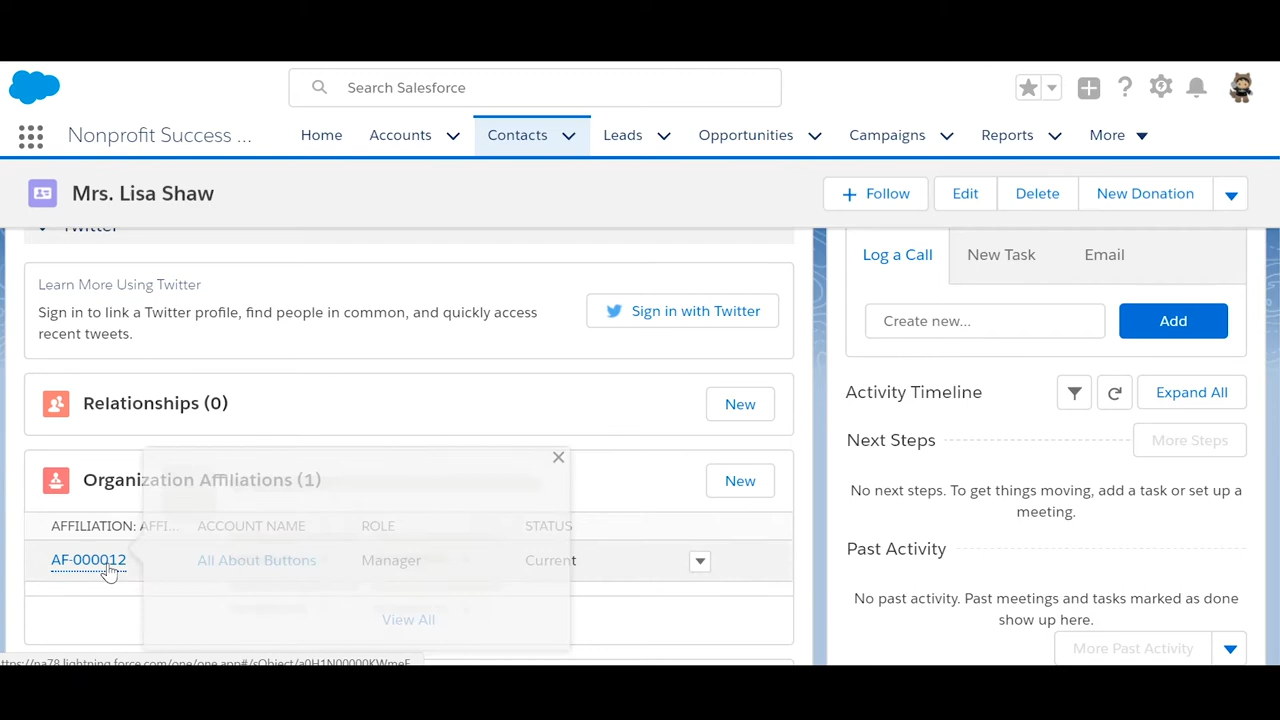 Search Salesforce
Nonprofit Success ...
Home
Accounts
Contacts
Leads
Opportunities
Campaigns
Reports
More
Mrs. Lisa Shaw
Follow
Edit
Delete
New Donation
Twitter
Learn More Using Twitter
Sign in to link a Twitter profile, find people in common, and quickly access
recent tweets.
Sign in with Twitter
Relationships (0)
New
Organization Affiliations (1)
New
AFFILIATION: AFFI...
ACCOUNT NAME
ROLE
STATUS
AF-000012
All About Buttons
Manager
Current
View All
Log a Call
New Task
Email
Create new...
Add
Activity Timeline
Expand All
Next Steps
More Steps
No next steps. To get things moving, add a task or set up a
meeting.
Past Activity
No past activity. Past meetings and tasks marked as done
show up here.
More Past Activity